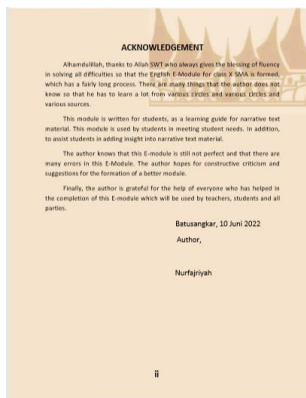 ACKNOWLEDGEMENT
Alhamdulillah, thanks to Allah SWT who always gives the blessing of fluency
in solving all difficulties so that the English E-Module for class X SMA is formed,
which has a fairly long process. There are many things that the author does not
know so that he has to learn a lot from various circles and various circles and
various sources.
This module is written for students, as a learning guide for narrative text
material. This module is used by students in meeting student needs. In addition,
to assist students in adding insight into narrative text material.
The author knows that this E-module is still not perfect and that there are
many errors in this E-Module. The author hopes for constructive criticism and
suggestions for the formation of a better module.
Finally, the author is grateful for the help of everyone who has helped in
the completion of this E-module which will be used by teachers, students and all
parties.
Batusangkar, 10 Juni 2022
Author,
Nurfajriyah
ii